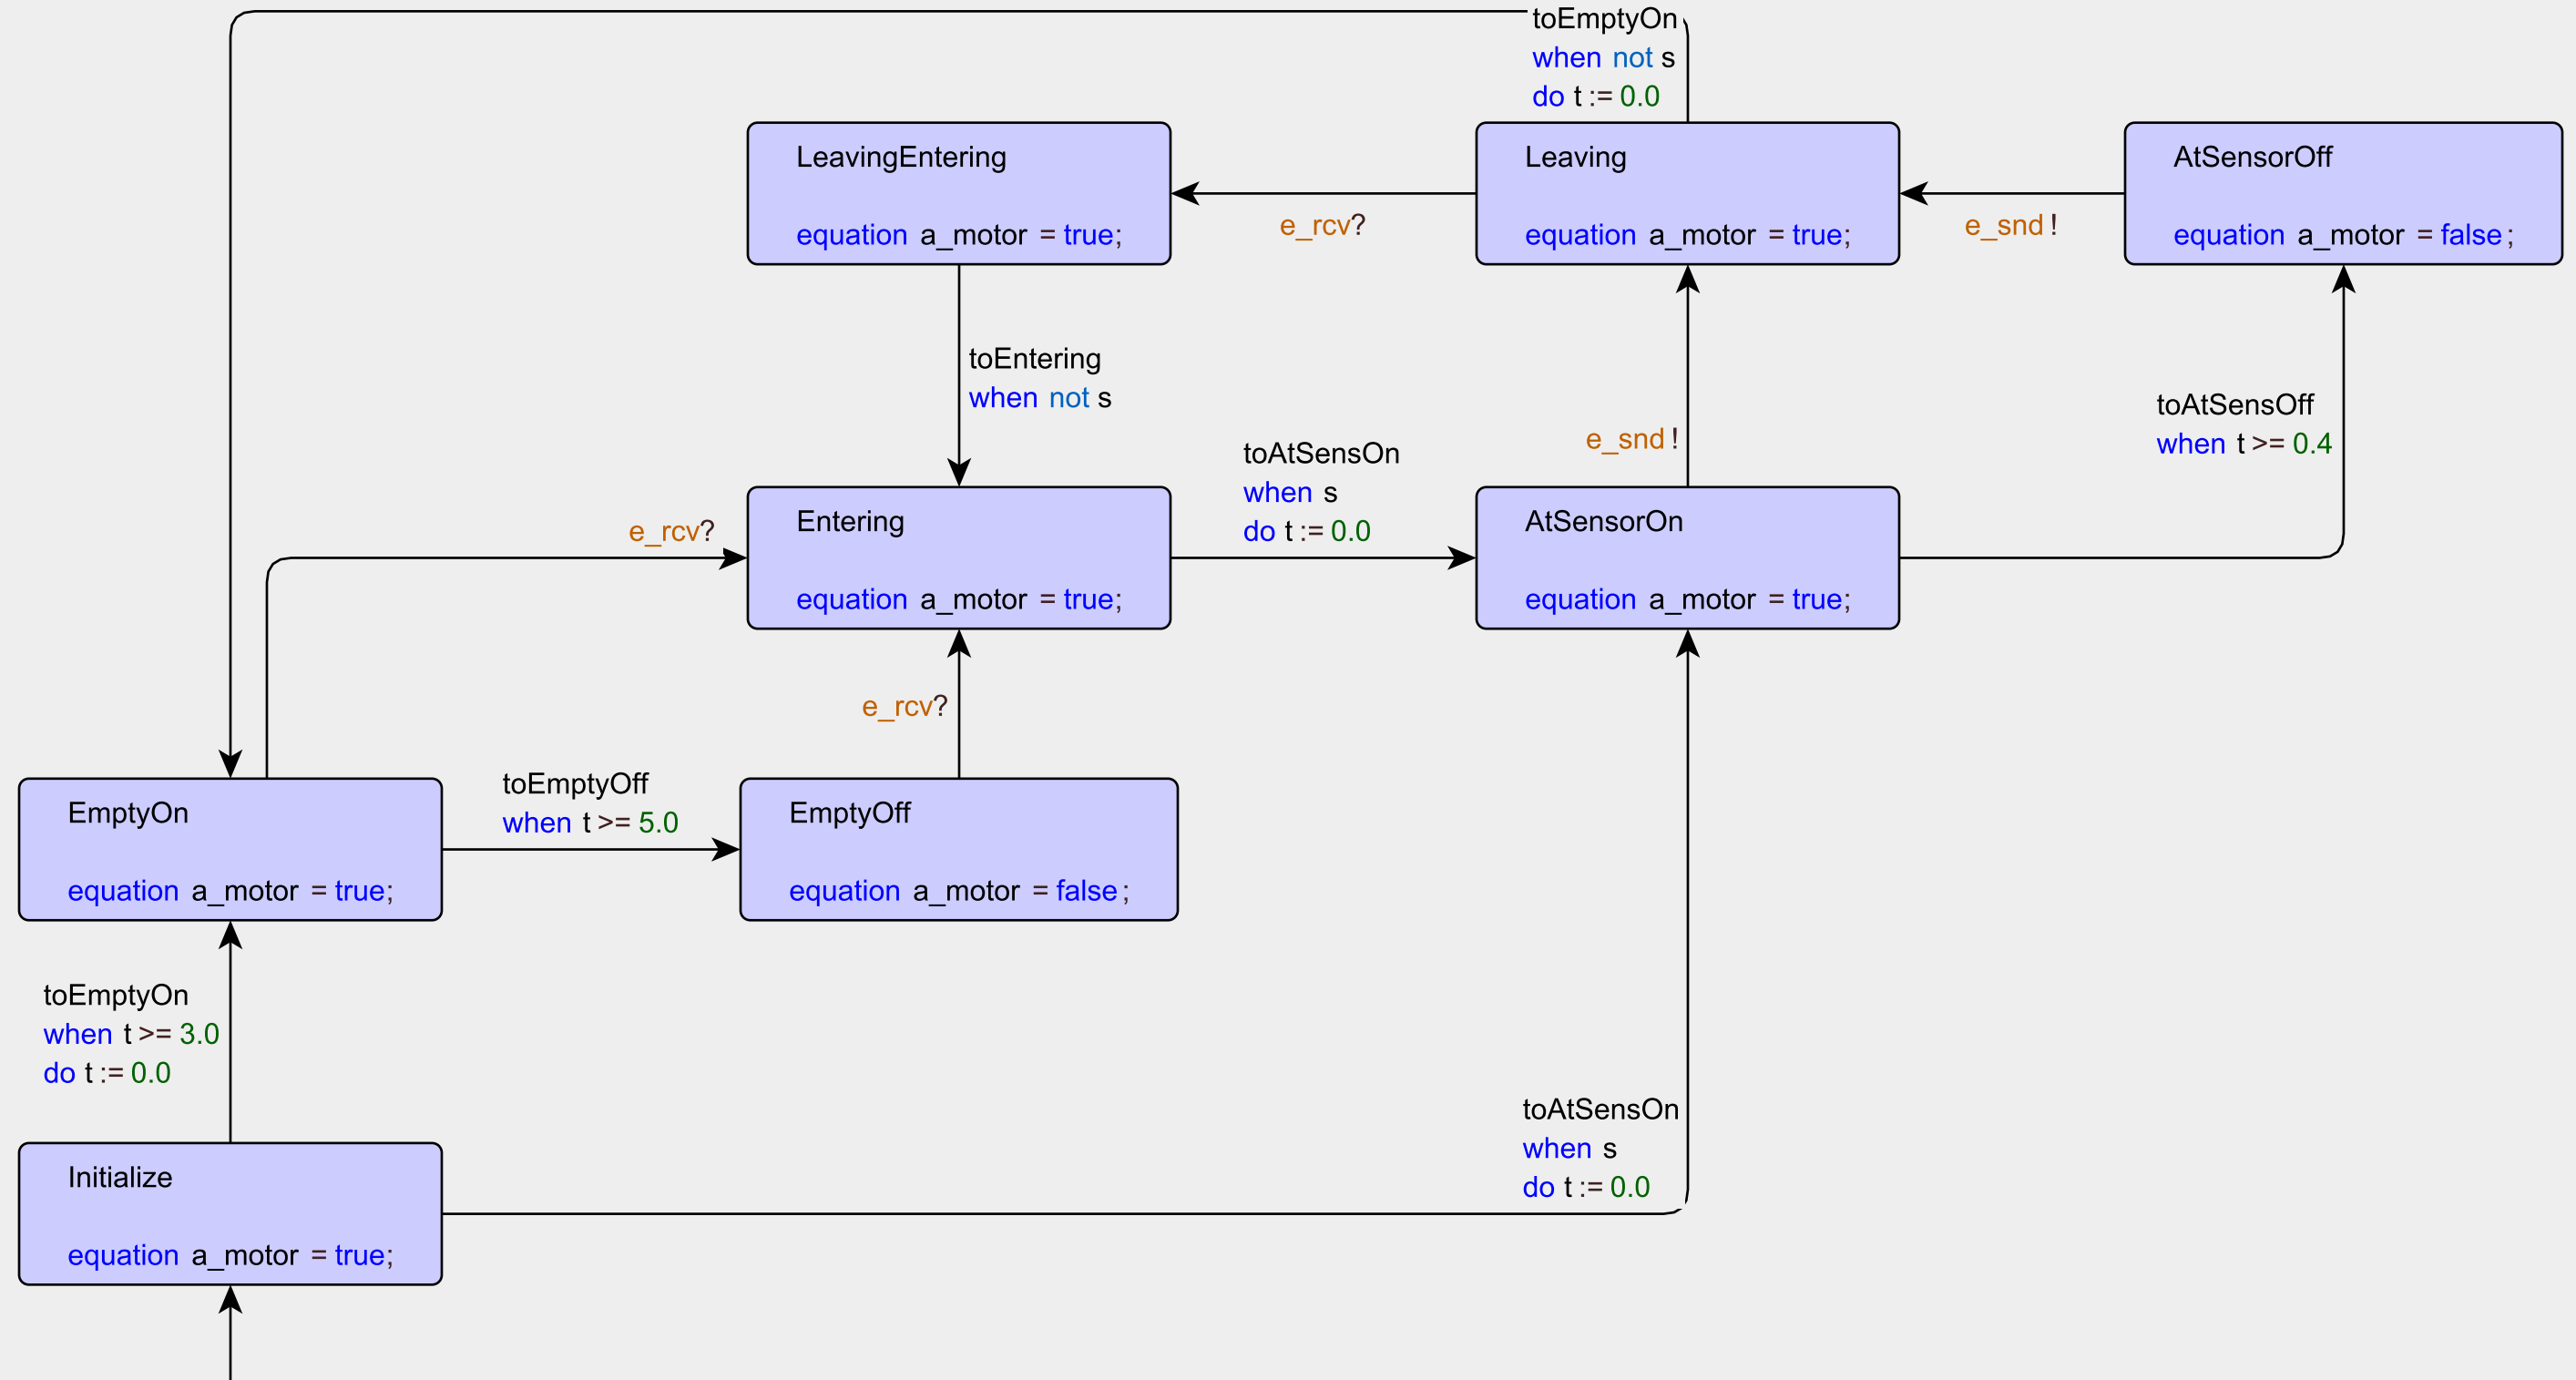 toEmptyOn
when not s
do t := 0.0
LeavingEntering
equation a_motor = true;
Leaving
equation a_motor = true;
AtSensorOff
equation a_motor = false;
e_rcv?
e_snd!
toEntering
when not s
toAtSensOff
when t >= 0.4
e_snd!
toAtSensOn
when s
do t := 0.0
e_rcv?
Entering
equation a_motor = true;
AtSensorOn
equation a_motor = true;
e_rcv?
toEmptyOff
when t >= 5.0
EmptyOn
equation a_motor = true;
EmptyOff
equation a_motor = false;
toEmptyOn
when t >= 3.0
do t := 0.0
toAtSensOn
when s
do t := 0.0
Initialize
equation a_motor = true;